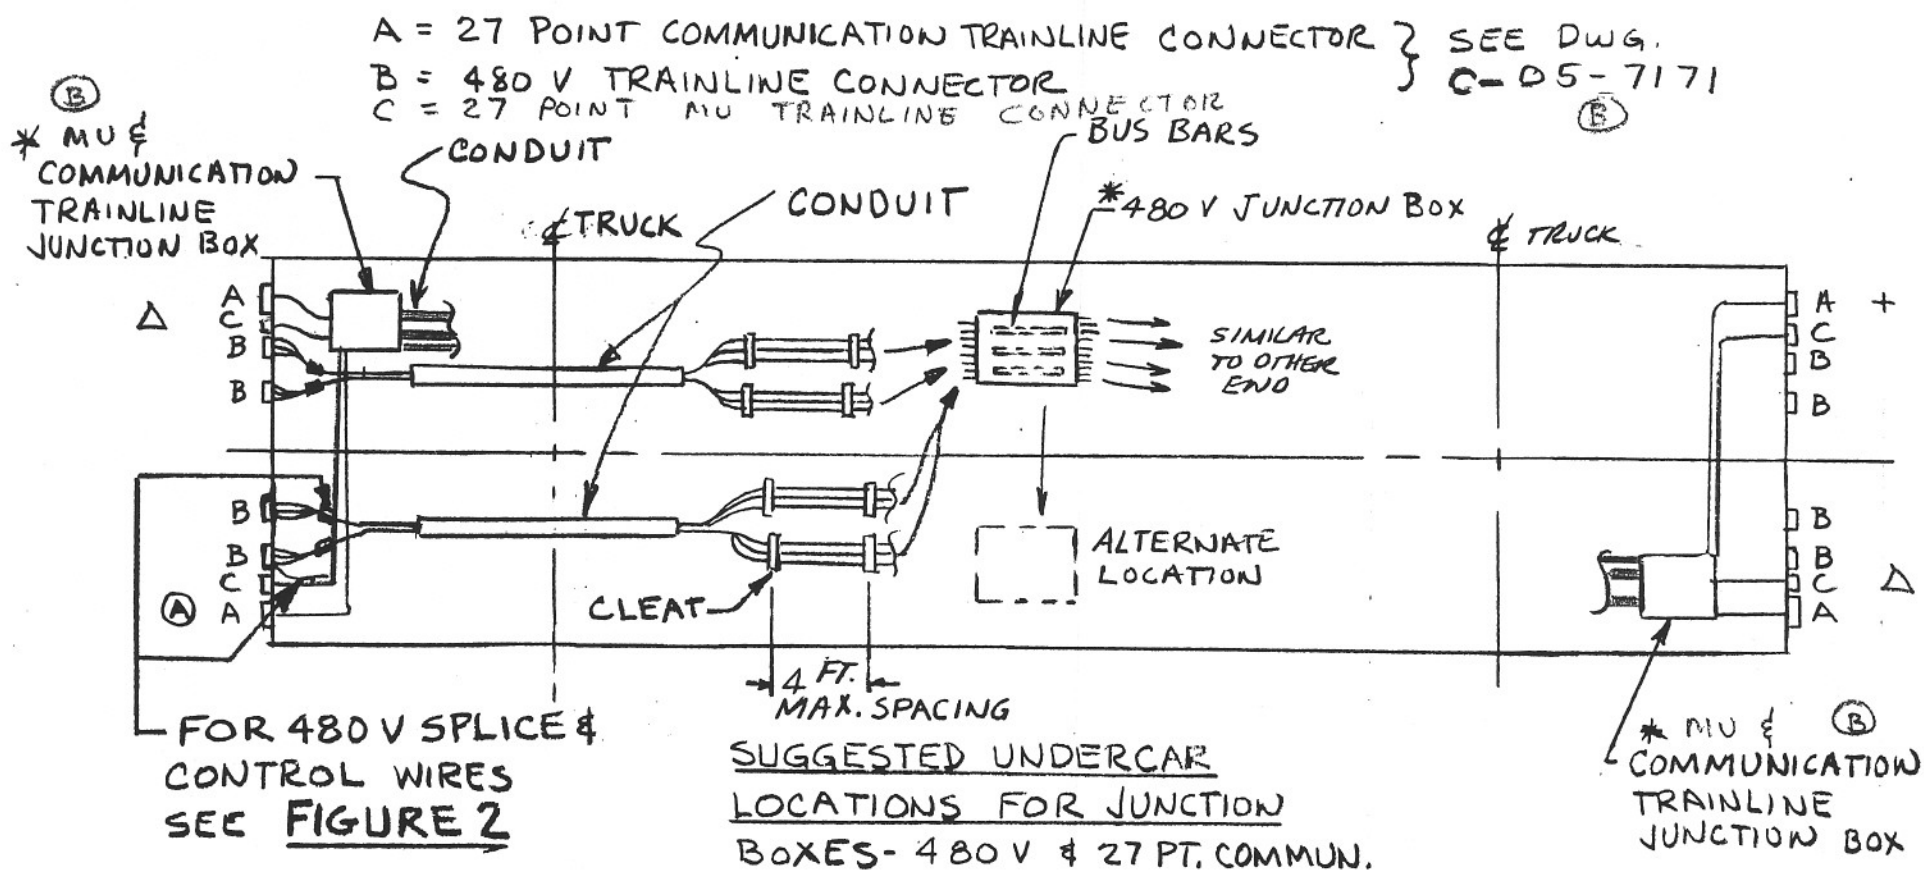 A = 27 POINT COMMUNICATION TRAINLINE CONNECTOR } SEE DWG.
B = 480 V TRAINLINE CONNECTOR } C-05-7171
C = 27 POINT MU TRAINLINE CONNECTOR
B
B
* MU &
COMMUNICATION
TRAINLINE
JUNCTION BOX
CONDUIT
CONDUIT
BUS BARS
*480 V JUNCTION BOX
℄ TRUCK
℄ TRUCK
Δ
A
C
B
B
SIMILAR
TO OTHER
END
A +
C
B
B
B
B
C
A
A
CLEAT
4 FT.
MAX. SPACING
ALTERNATE
LOCATION
B
B
C
A
Δ
FOR 480 V SPLICE &
CONTROL WIRES
SEE FIGURE 2
SUGGESTED UNDERCAR
LOCATIONS FOR JUNCTION
BOXES- 480 V & 27 PT. COMMUN.
* MU & B
COMMUNICATION
TRAINLINE
JUNCTION BOX